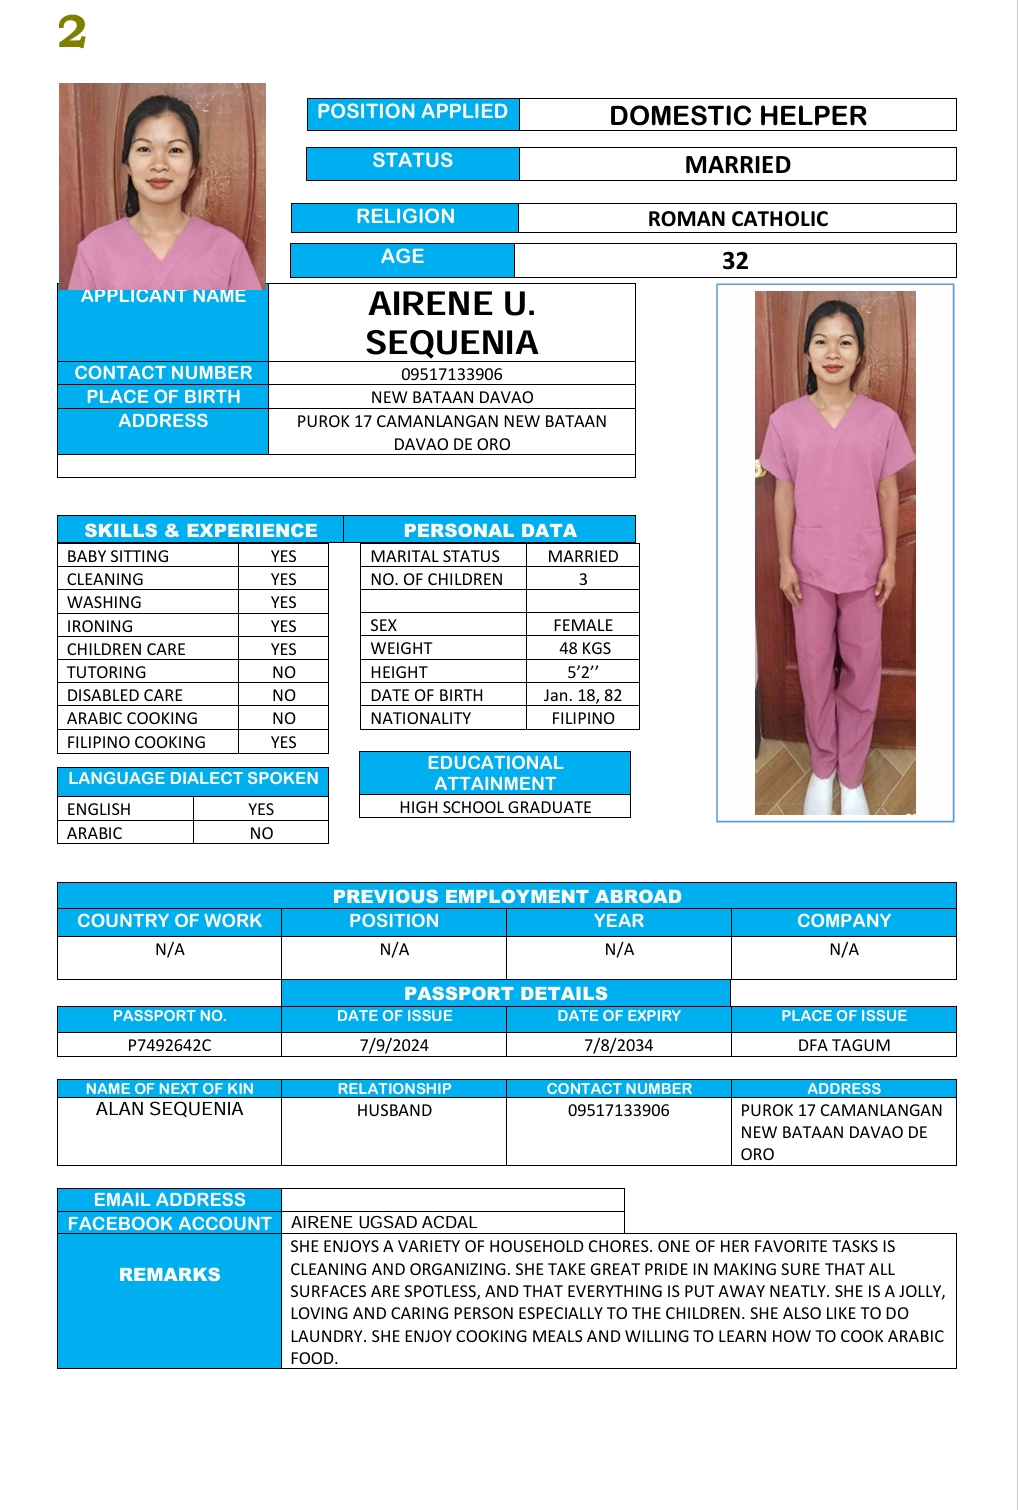 2
POSITION APPLIED DOMESTIC HELPER
STATUS MARRIED
RELIGION ROMAN CATHOLIC
AGE 32
APPLICANT NAME AIRENE U.
SEQUENIA
CONTACT NUMBER 09517133906
PLACE OF BIRTH NEW BATAAN DAVAO
ADDRESS PUROK 17 CAMANLANGAN NEW BATAAN
DAVAO DE ORO
SKILLS & EXPERIENCE PERSONAL DATA
BABY SITTING YES MARITAL STATUS MARRIED
CLEANING YES NO. OF CHILDREN 3
WASHING YES
IRONING YES SEX FEMALE
CHILDREN CARE YES WEIGHT 48 KGS
TUTORING NO HEIGHT 5’2’’
DISABLED CARE NO DATE OF BIRTH Jan. 18, 82
ARABIC COOKING NO NATIONALITY FILIPINO
FILIPINO COOKING YES
LANGUAGE DIALECT SPOKEN
ENGLISH YES
ARABIC NO
EDUCATIONAL
ATTAINMENT
HIGH SCHOOL GRADUATE
PREVIOUS EMPLOYMENT ABROAD
COUNTRY OF WORK POSITION YEAR COMPANY
N/A N/A N/A N/A
PASSPORT DETAILS
PASSPORT NO. DATE OF ISSUE DATE OF EXPIRY PLACE OF ISSUE
P7492642C 7/9/2024 7/8/2034 DFA TAGUM
NAME OF NEXT OF KIN RELATIONSHIP CONTACT NUMBER ADDRESS
ALAN SEQUENIA HUSBAND 09517133906 PUROK 17 CAMANLANGAN
NEW BATAAN DAVAO DE
ORO
EMAIL ADDRESS
FACEBOOK ACCOUNT AIRENE UGSAD ACDAL
REMARKS
SHE ENJOYS A VARIETY OF HOUSEHOLD CHORES. ONE OF HER FAVORITE TASKS IS
CLEANING AND ORGANIZING. SHE TAKE GREAT PRIDE IN MAKING SURE THAT ALL
SURFACES ARE SPOTLESS, AND THAT EVERYTHING IS PUT AWAY NEATLY. SHE IS A JOLLY,
LOVING AND CARING PERSON ESPECIALLY TO THE CHILDREN. SHE ALSO LIKE TO DO
LAUNDRY. SHE ENJOY COOKING MEALS AND WILLING TO LEARN HOW TO COOK ARABIC
FOOD.